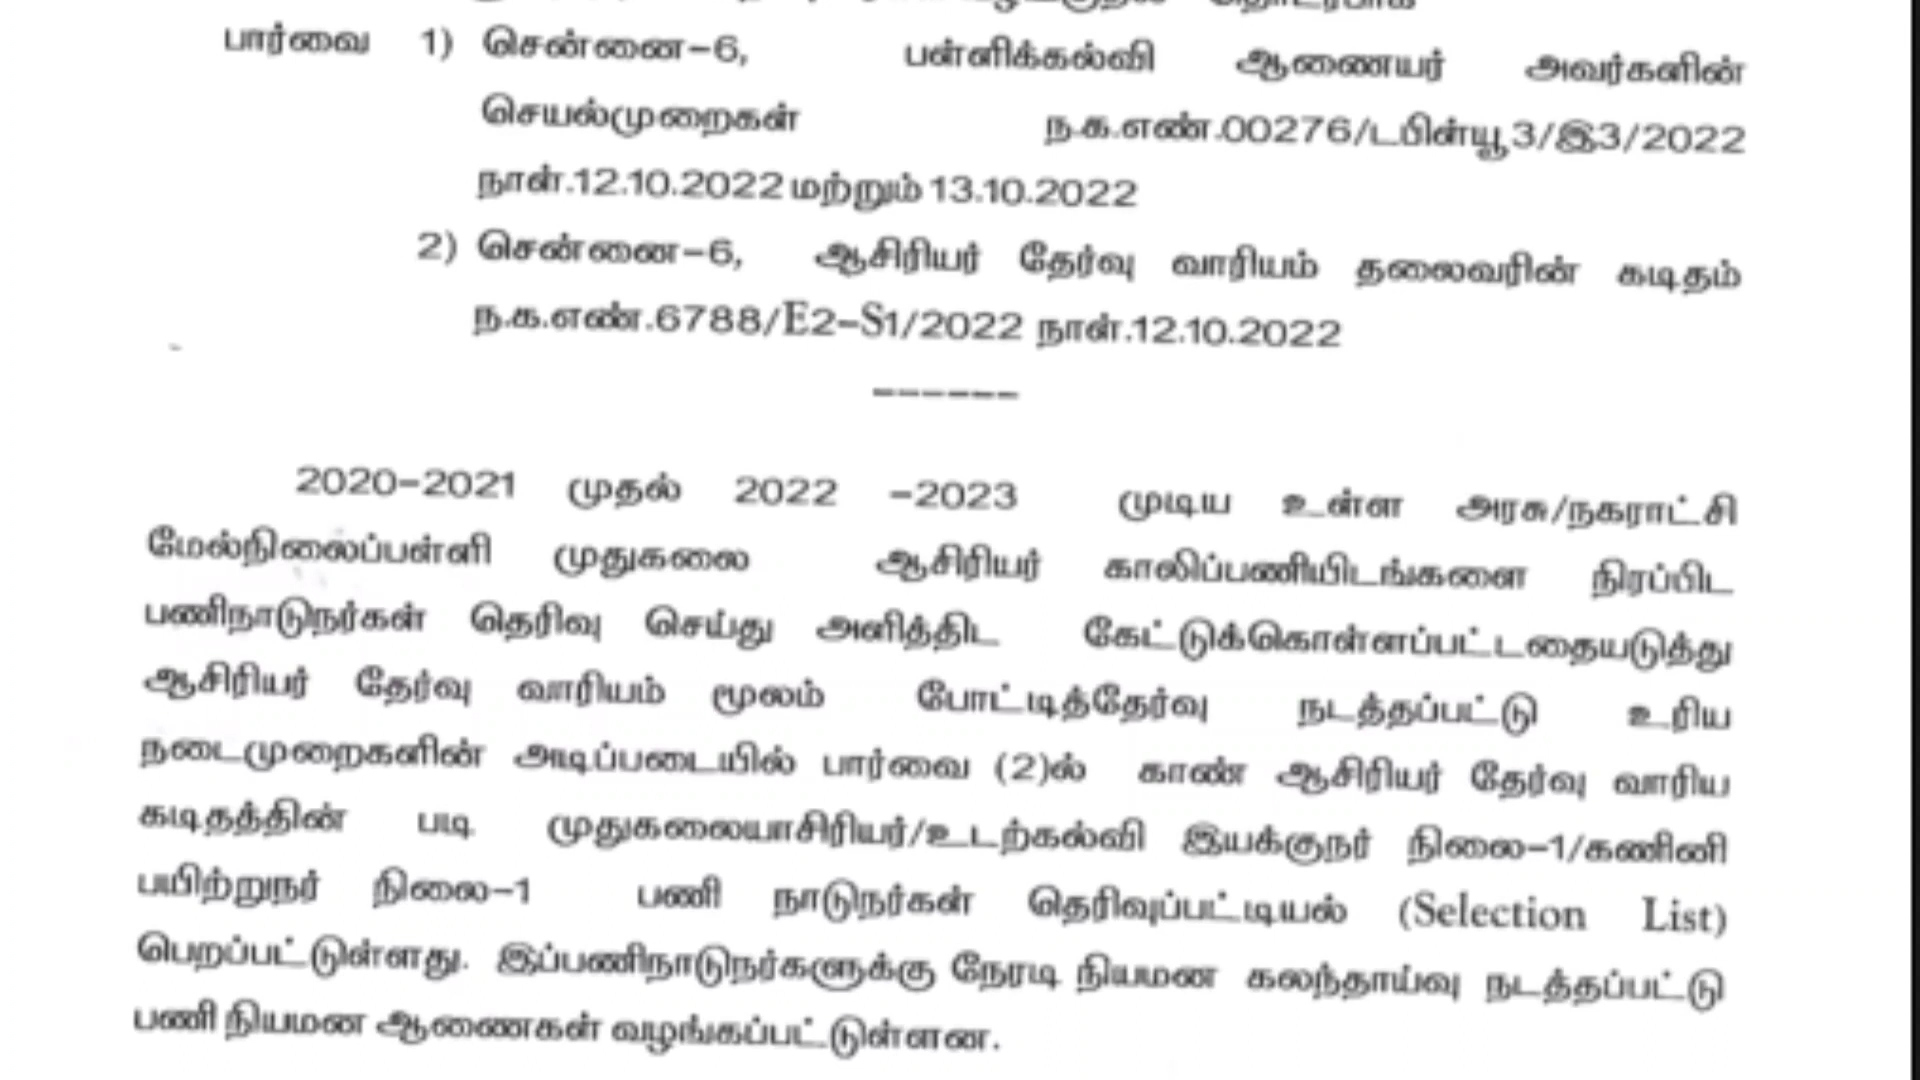 பார்வை 1) சென்னை-6, பள்ளிக்கல்வி ஆணையர் அவர்களின்
செயல்முறைகள் ந.க.எண்.00276/டபிள்யூ3/இ3/2022
நாள்.12.10.2022 மற்றும் 13.10.2022
2) சென்னை-6, ஆசிரியர் தேர்வு வாரியம் தலைவரின் கடிதம்
ந.க.எண்.6788/E2-S1/2022 நாள்.12.10.2022
------
2020-2021 முதல் 2022 -2023 முடிய உள்ள அரசு/நகராட்சி
மேல்நிலைப்பள்ளி முதுகலை ஆசிரியர் காலிப்பணியிடங்களை நிரப்பிட
பணிநாடுநர்கள் தெரிவு செய்து அளித்திட கேட்டுக்கொள்ளப்பட்டதையடுத்து
ஆசிரியர் தேர்வு வாரியம் மூலம் போட்டித்தேர்வு நடத்தப்பட்டு உரிய
நடைமுறைகளின் அடிப்படையில் பார்வை (2)ல் காண் ஆசிரியர் தேர்வு வாரிய
கடிதத்தின் படி முதுகலையாசிரியர்/உடற்கல்வி இயக்குநர் நிலை-1/கணினி
பயிற்றுநர் நிலை-1 பணி நாடுநர்கள் தெரிவுப்பட்டியல் (Selection List)
பெறப்பட்டுள்ளது. இப்பணிநாடுநர்களுக்கு நேரடி நியமன கலந்தாய்வு நடத்தப்பட்டு
பணி நியமன ஆணைகள் வழங்கப்பட்டுள்ளன.